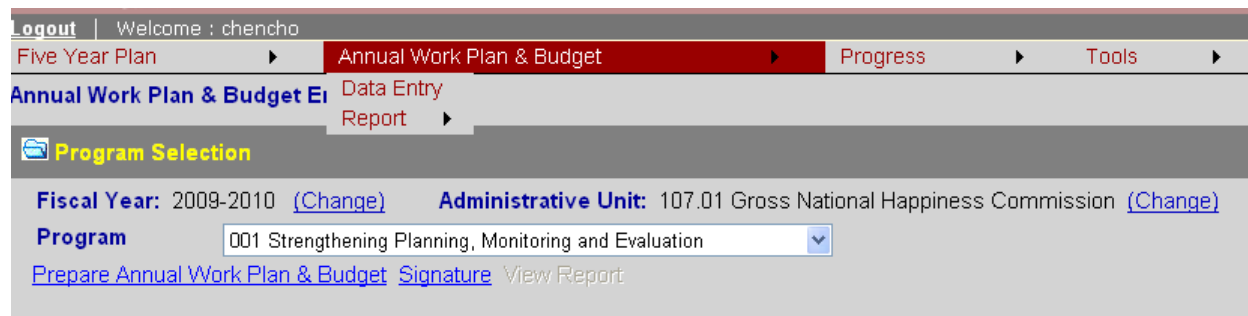 Logout | Welcome : chencho
Five Year Plan Annual Work Plan & Budget Progress Tools
Annual Work Plan & Budget
Data Entry
Report
Program Selection
Fiscal Year: 2009-2010 (Change) Administrative Unit: 107.01 Gross National Happiness Commission (Change)
Program 001 Strengthening Planning, Monitoring and Evaluation
Prepare Annual Work Plan & Budget Signature View Report